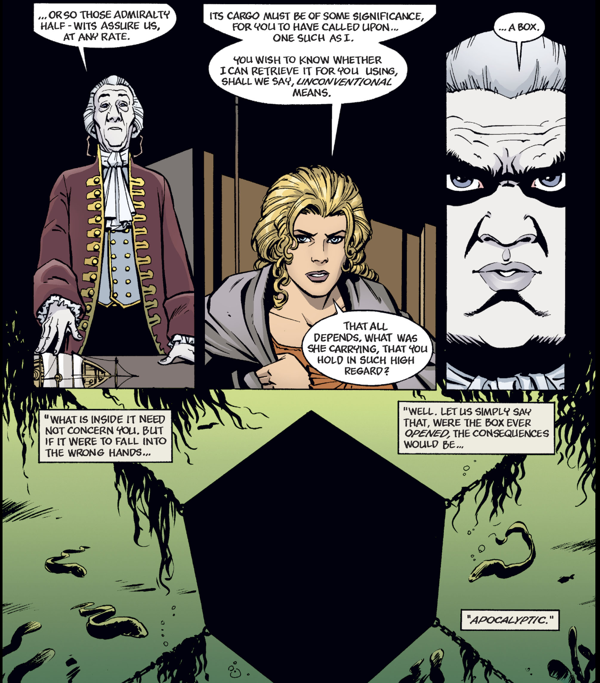 ...OR SO THOSE ADMIRALTY
HALF-WITS ASSURE US,
AT ANY RATE.
ITS CARGO MUST BE OF SOME SIGNIFICANCE,
FOR YOU TO HAVE CALLED UPON...
ONE SUCH AS I.
YOU WISH TO KNOW WHETHER
I CAN RETRIEVE IT FOR YOU USING,
SHALL WE SAY, UNCONVENTIONAL
MEANS.
THAT ALL
DEPENDS, WHAT WAS
SHE CARRYING, THAT YOU
HOLD IN SUCH HIGH
REGARD?
...A BOX.
"WHAT IS INSIDE IT NEED
NOT CONCERN YOU, BUT
IF IT WERE TO FALL INTO
THE WRONG HANDS...
"WELL. LET US SIMPLY SAY
THAT, WERE THE BOX EVER
OPENED, THE CONSEQUENCES
WOULD BE...
"APOCALYPTIC."